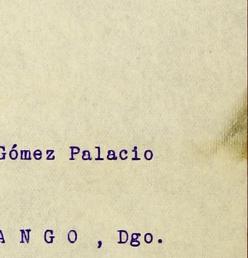 Gómez Palacio
A N G O , Dgo.